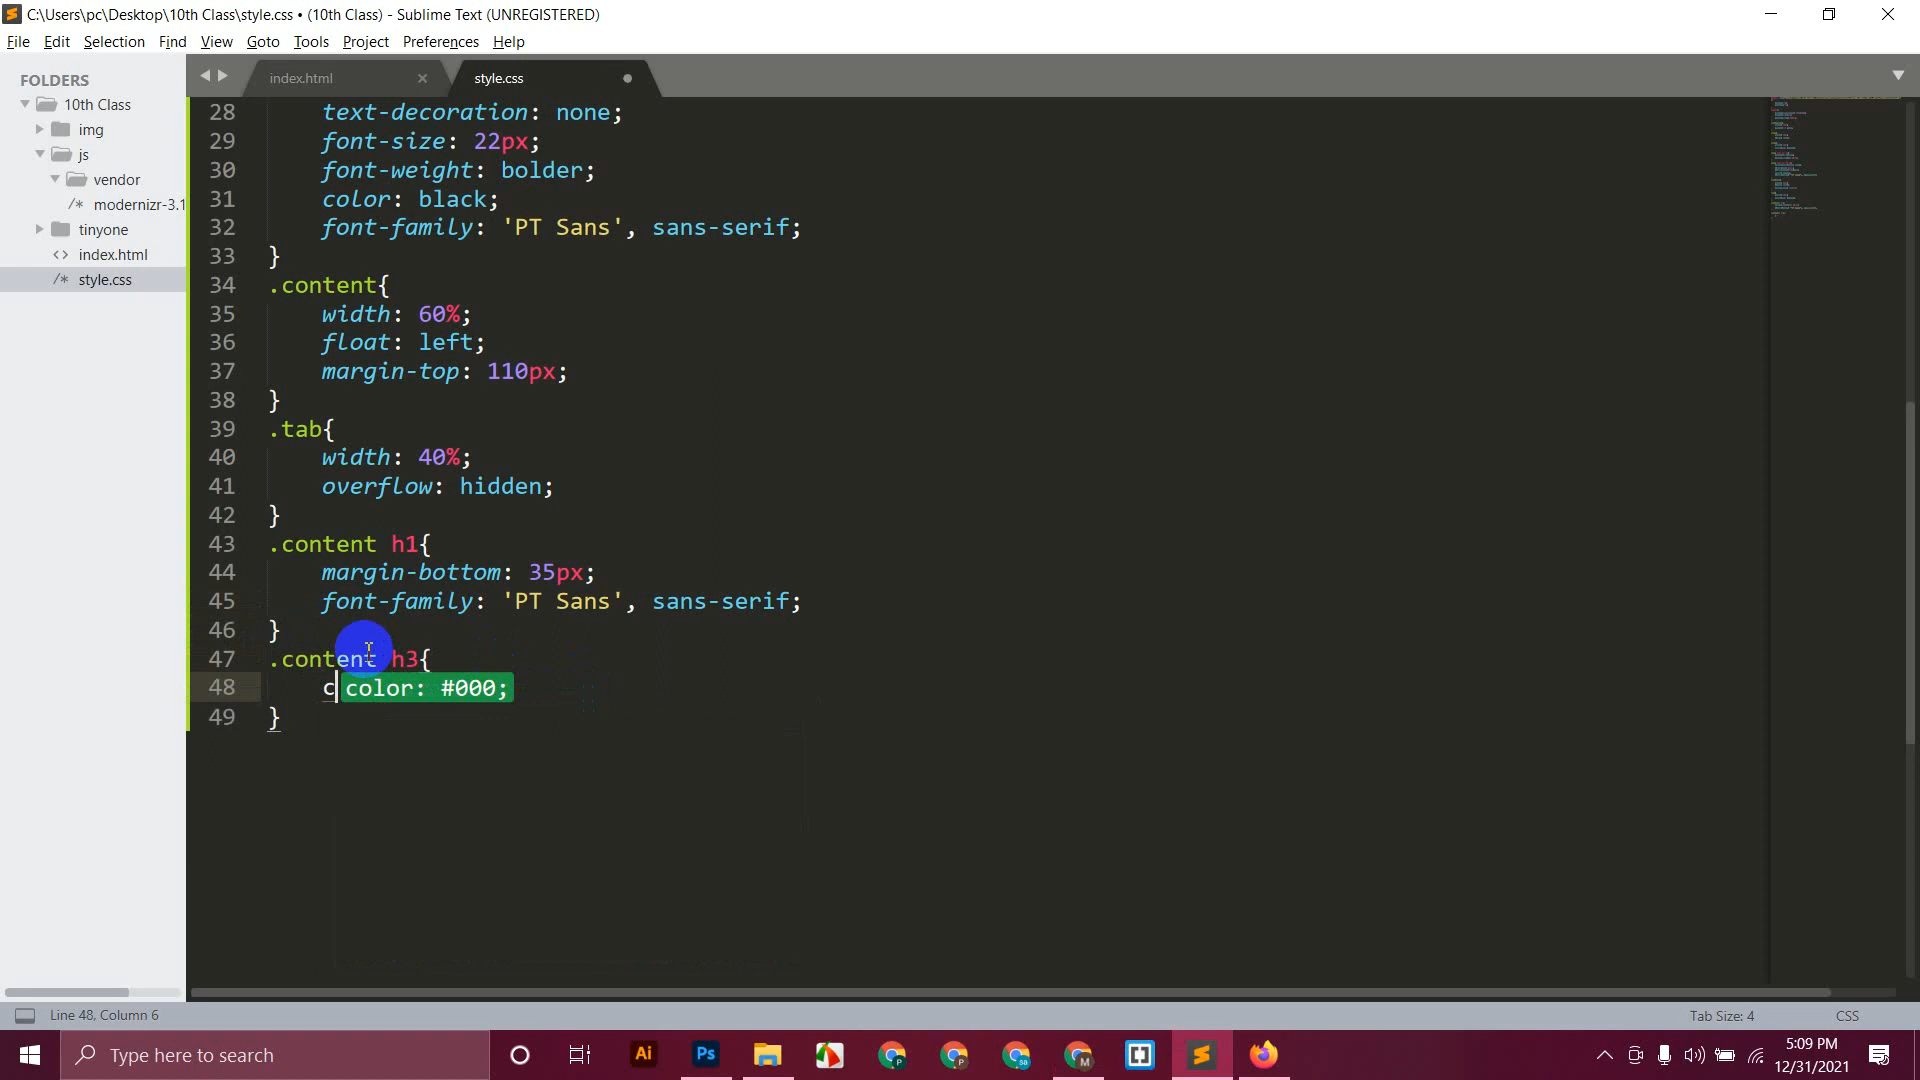 C:\Users\pc\Desktop\10th Class\style.css • (10th Class) - Sublime Text (UNREGISTERED)
File Edit Selection Find View Goto Tools Project Preferences Help
FOLDERS
10th Class
img
js
vendor
/* modernizr-3.1
tinyone
<> index.html
/* style.css
index.html
style.css
28 text-decoration: none;
29 font-size: 22px;
30 font-weight: bolder;
31 color: black;
32 font-family: 'PT Sans', sans-serif;
33 }
34 .content{
35 width: 60%;
36 float: left;
37 margin-top: 110px;
38 }
39 .tab{
40 width: 40%;
41 overflow: hidden;
42 }
43 .content h1{
44 margin-bottom: 35px;
45 font-family: 'PT Sans', sans-serif;
46 }
47 .content h3{
48 c color: #000;
49 }
Line 48, Column 6
Tab Size: 4
CSS
Type here to search
Ai
Ps
5:09 PM
12/31/2021